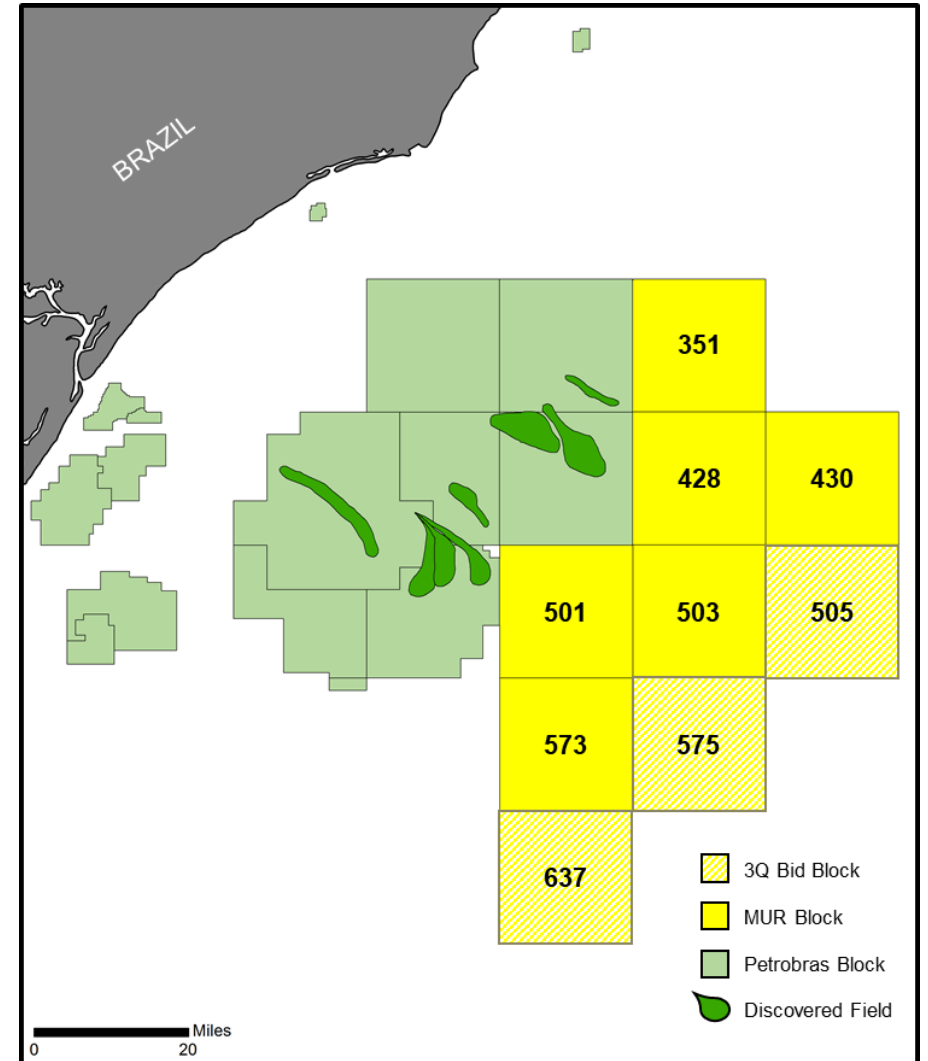 BRAZIL
351
428 430
501 503 505
573 575
637
3Q Bid Block
MUR Block
Petrobras Block
Discovered Field
Miles
0 20